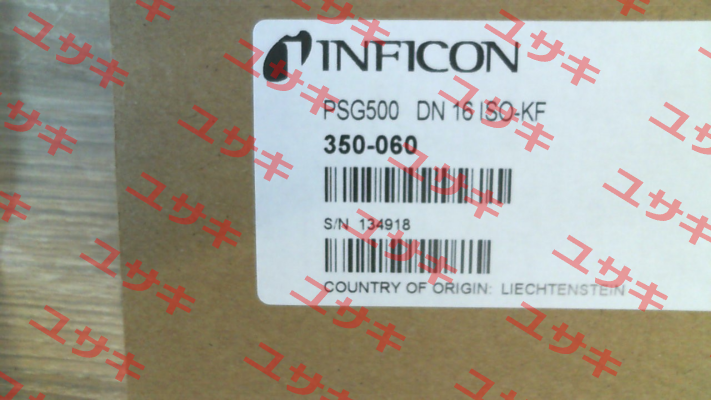 INFICON
PSG500 DN 16 ISO-KF
350-060
S/N 134918
COUNTRY OF ORIGIN: LIECHTENSTEIN
ユサキ